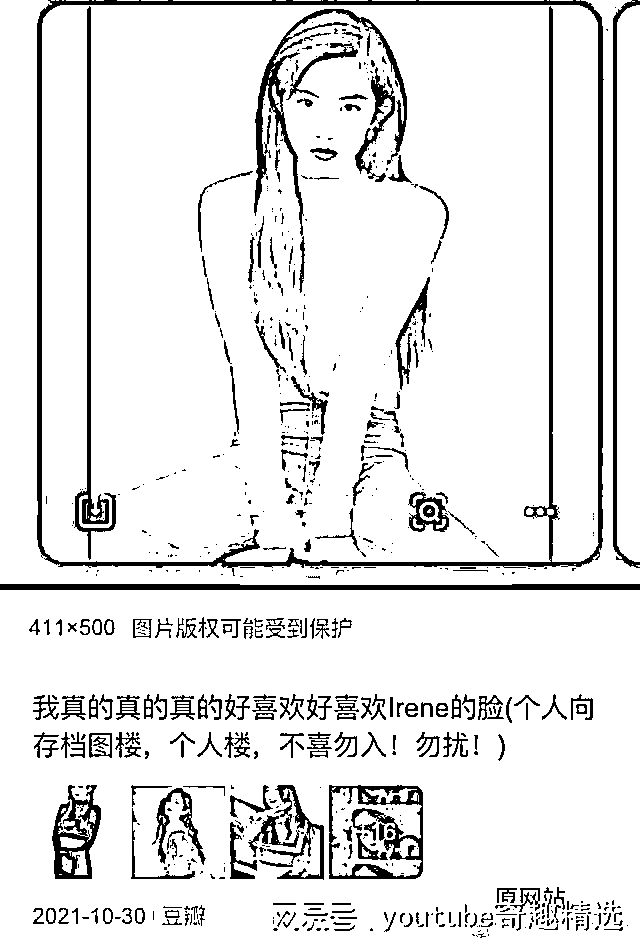 411×500 图片版权可能受到保护
我真的真的真的好喜欢好喜欢Irene的脸(个人向
存档图楼，个人楼，不喜勿入！勿扰！)
+16
2021-10-30 豆瓣
原网站
youtube奇趣精选